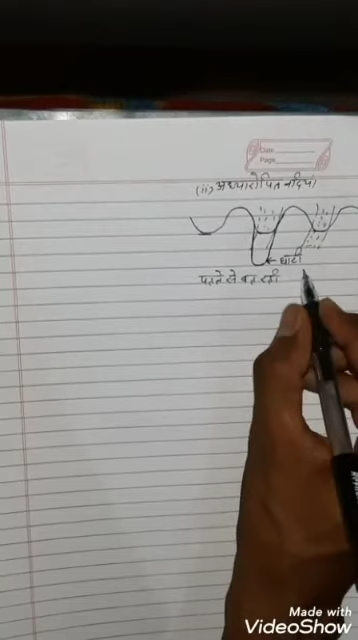 Date
Page
(ii) अध्यारोपित नदियां
घाटी
पहले से बह रही
Made with
VideoShow